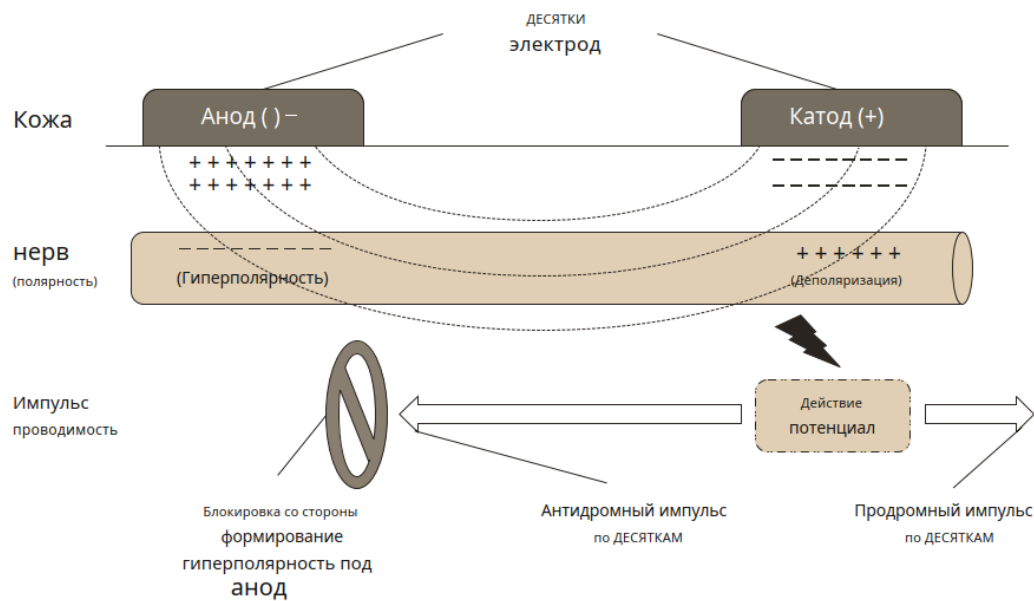 ДЕСЯТКИ
электрод
Кожа
Анод ( ) –
Катод (+)
+ + + + + + +
+ + + + + + +
– – – – – – – –
– – – – – – – –
нерв
(полярность)
– – – – – – – – – –
(Гиперполярность)
+ + + + + +
(Деполяризация)
Импульс
проводимость
Действие
потенциал
Блокировка со стороны
формирование
гиперполярность под
анод
Антидромный импульс
по ДЕСЯТКАМ
Продромный импульс
по ДЕСЯТКАМ